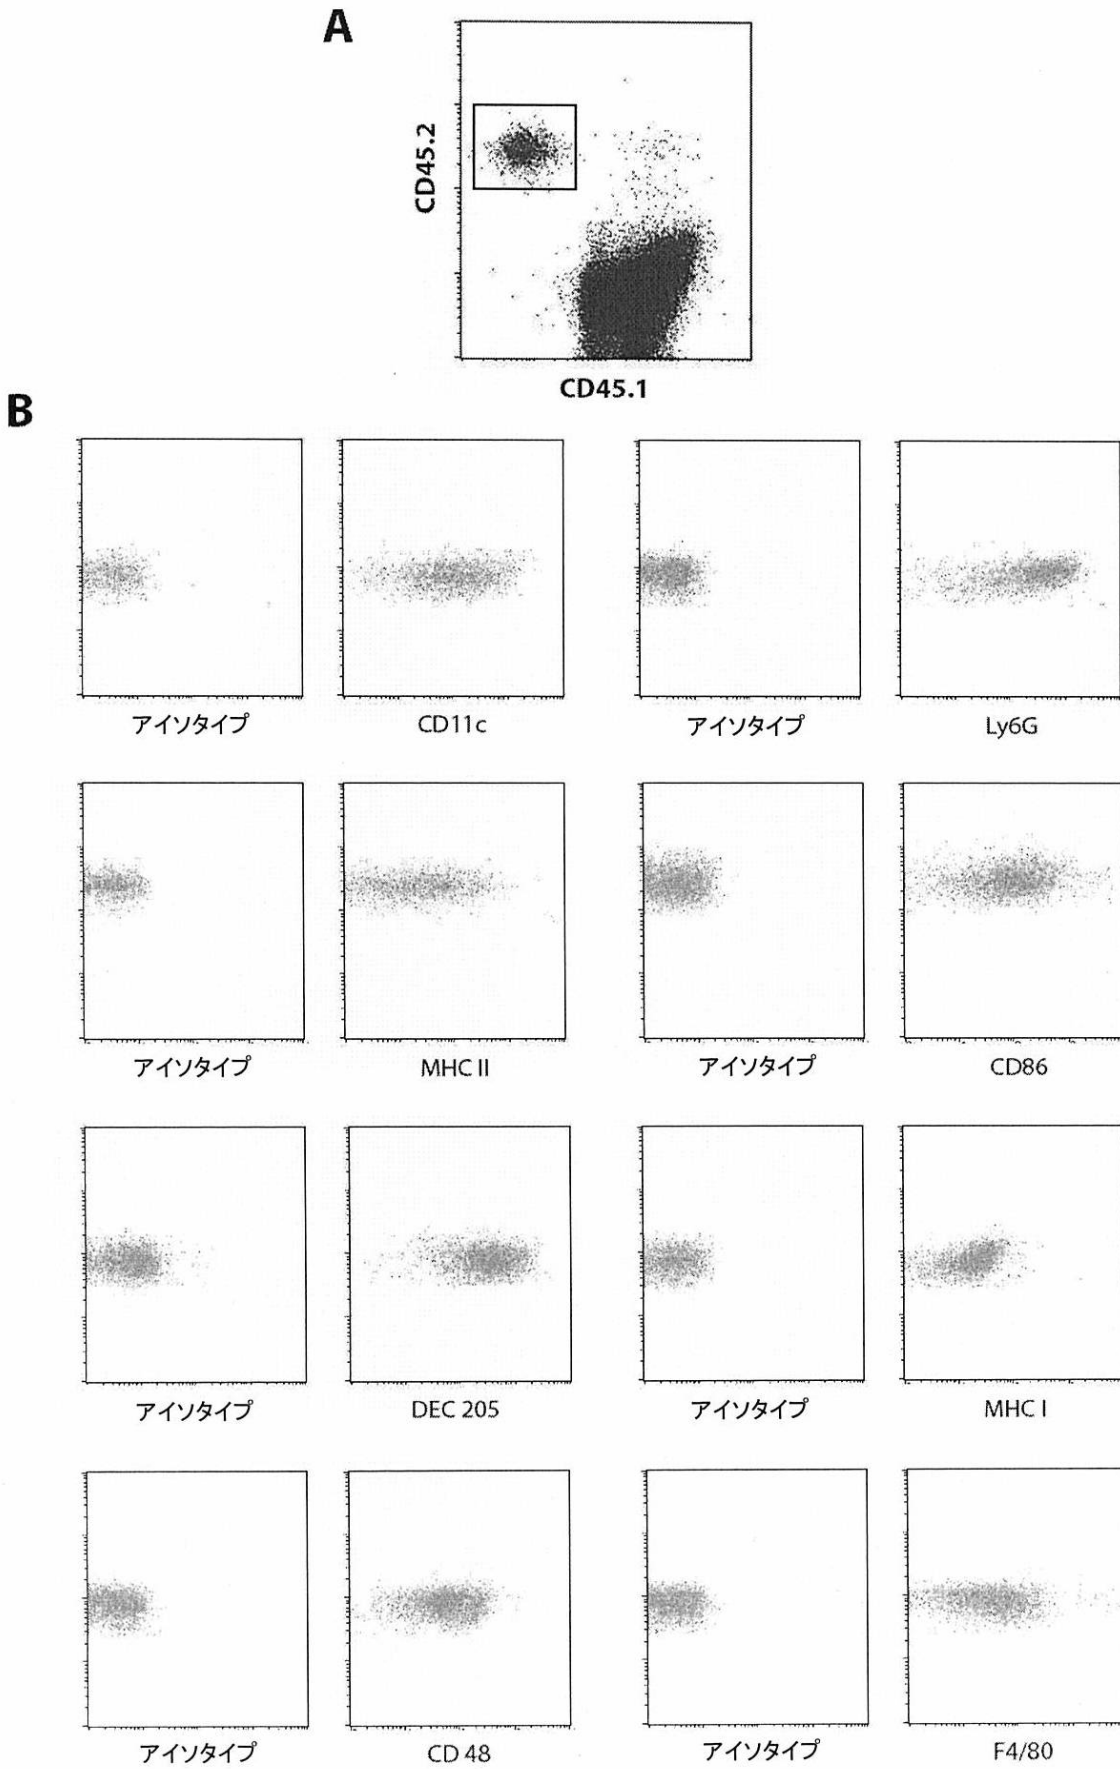 A
CD45.2
CD45.1
B
アイソタイプ CD11c アイソタイプ Ly6G
アイソタイプ MHC II アイソタイプ CD86
アイソタイプ DEC 205 アイソタイプ MHC I
アイソタイプ CD 48 アイソタイプ F4/80